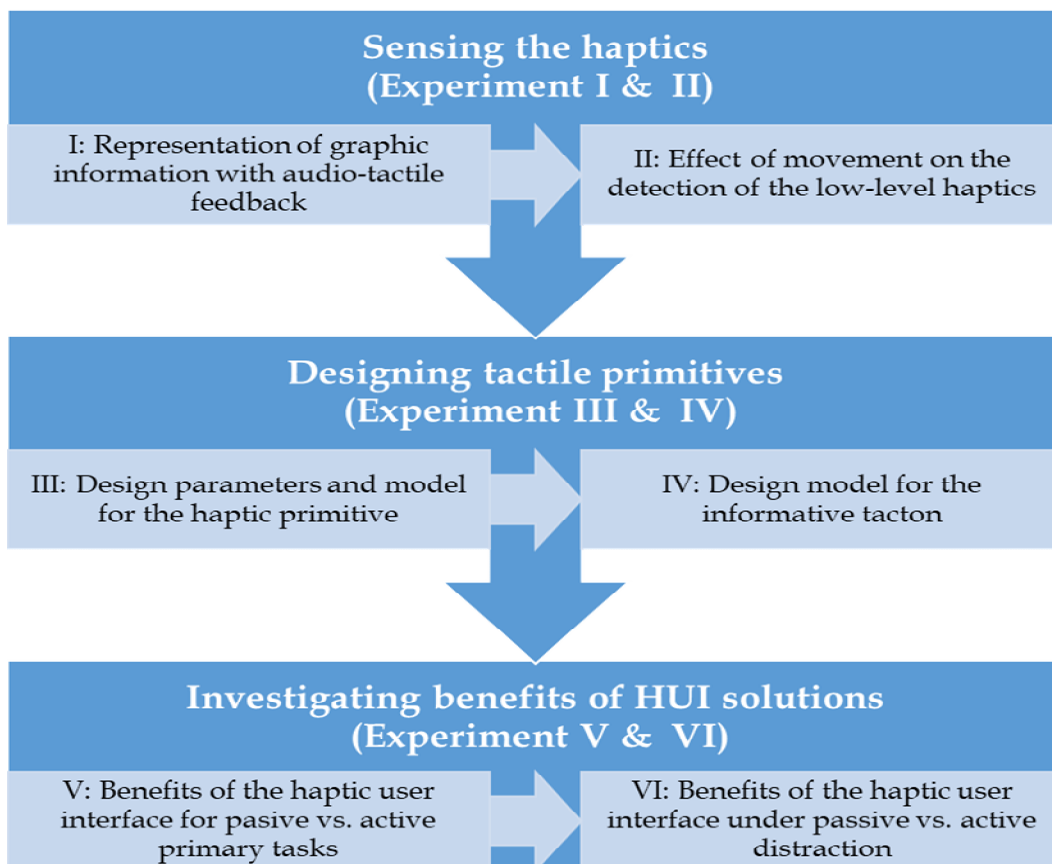 Sensing the haptics
(Experiment I & II)
I: Representation of graphic
information with audio-tactile
feedback
II: Effect of movement on the
detection of the low-level haptics
Designing tactile primitives
(Experiment III & IV)
III: Design parameters and model
for the haptic primitive
IV: Design model for the
informative tacton
Investigating benefits of HUI solutions
(Experiment V & VI)
V: Benefits of the haptic user
interface for pasive vs. active
primary tasks
VI: Benefits of the haptic user
interface under passive vs. active
distraction